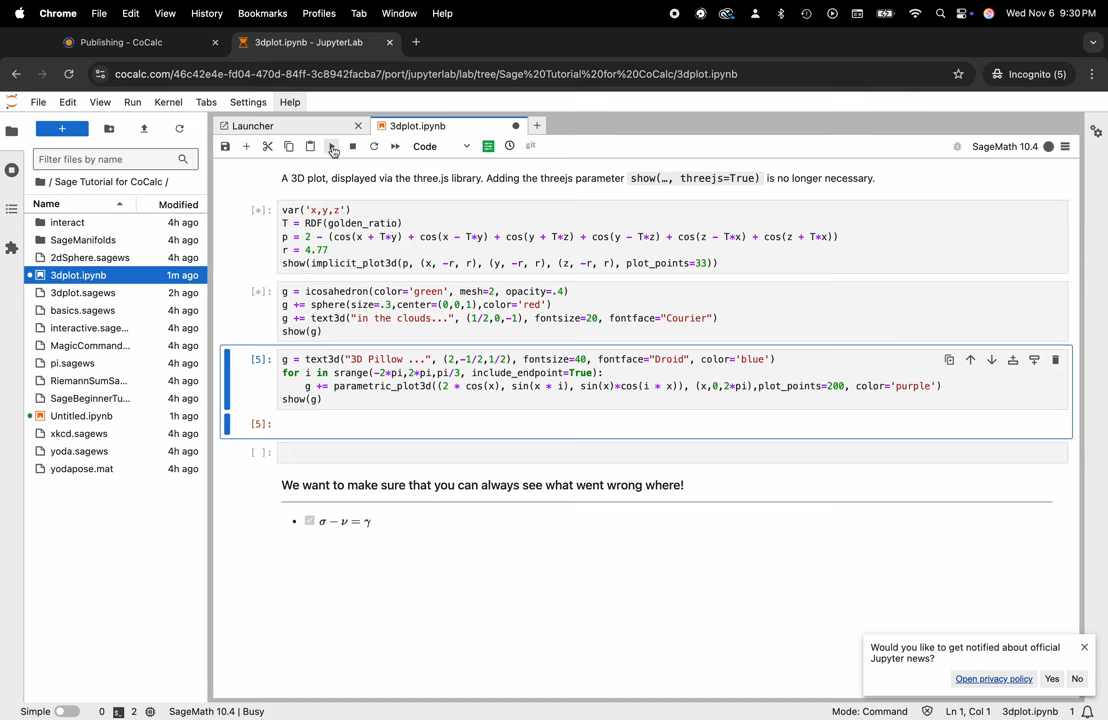 Chrome File Edit View History Bookmarks Profiles Tab Window Help Wed Nov 6 9:30 PM
Publishing - CoCalc 3dplot.ipynb - JupyterLab
cocalc.com/46c42e4e-fd04-470d-84ff-3c8942facba7/port/jupyterlab/lab/tree/Sage%20Tutorial%20for%20CoCalc/3dplot.ipynb Incognito (5)
File Edit View Run Kernel Tabs Settings Help
Launcher 3dplot.ipynb
Code git SageMath 10.4
Filter files by name
/ Sage Tutorial for CoCalc /
Name Modified
interact 4h ago
SageManifolds 4h ago
2dSphere.sagews 4h ago
3dplot.ipynb 1m ago
3dplot.sagews 2h ago
basics.sagews 4h ago
interactive.sage... 4h ago
MagicCommand... 4h ago
pi.sagews 4h ago
RiemannSumSa... 4h ago
SageBeginnerTu... 4h ago
Untitled.ipynb 1h ago
xkcd.sagews 4h ago
yoda.sagews 4h ago
yodapose.mat 4h ago
A 3D plot, displayed via the three.js library. Adding the threejs parameter show(…, threejs=True) is no longer necessary.
[*]: var('x,y,z')
T = RDF(golden_ratio)
p = 2 - (cos(x + T*y) + cos(x - T*y) + cos(y + T*z) + cos(y - T*z) + cos(z - T*x) + cos(z + T*x))
r = 4.77
show(implicit_plot3d(p, (x, -r, r), (y, -r, r), (z, -r, r), plot_points=33))
[*]: g = icosahedron(color='green', mesh=2, opacity=.4)
g += sphere(size=.3,center=(0,0,1),color='red')
g += text3d("in the clouds...", (1/2,0,-1), fontsize=20, fontface="Courier")
show(g)
[5]: g = text3d("3D Pillow ...", (2,-1/2,1/2), fontsize=40, fontface="Droid", color='blue')
for i in srange(-2*pi,2*pi,pi/3, include_endpoint=True):
g += parametric_plot3d((2 * cos(x), sin(x * i), sin(x)*cos(i * x)), (x,0,2*pi),plot_points=200, color='purple')
show(g)
[5]:
[ ]:
We want to make sure that you can always see what went wrong where!
• σ − ν = γ
Would you like to get notified about official
Jupyter news?
Open privacy policy Yes No
Simple 0 2 SageMath 10.4 | Busy Mode: Command Ln 1, Col 1 3dplot.ipynb 1